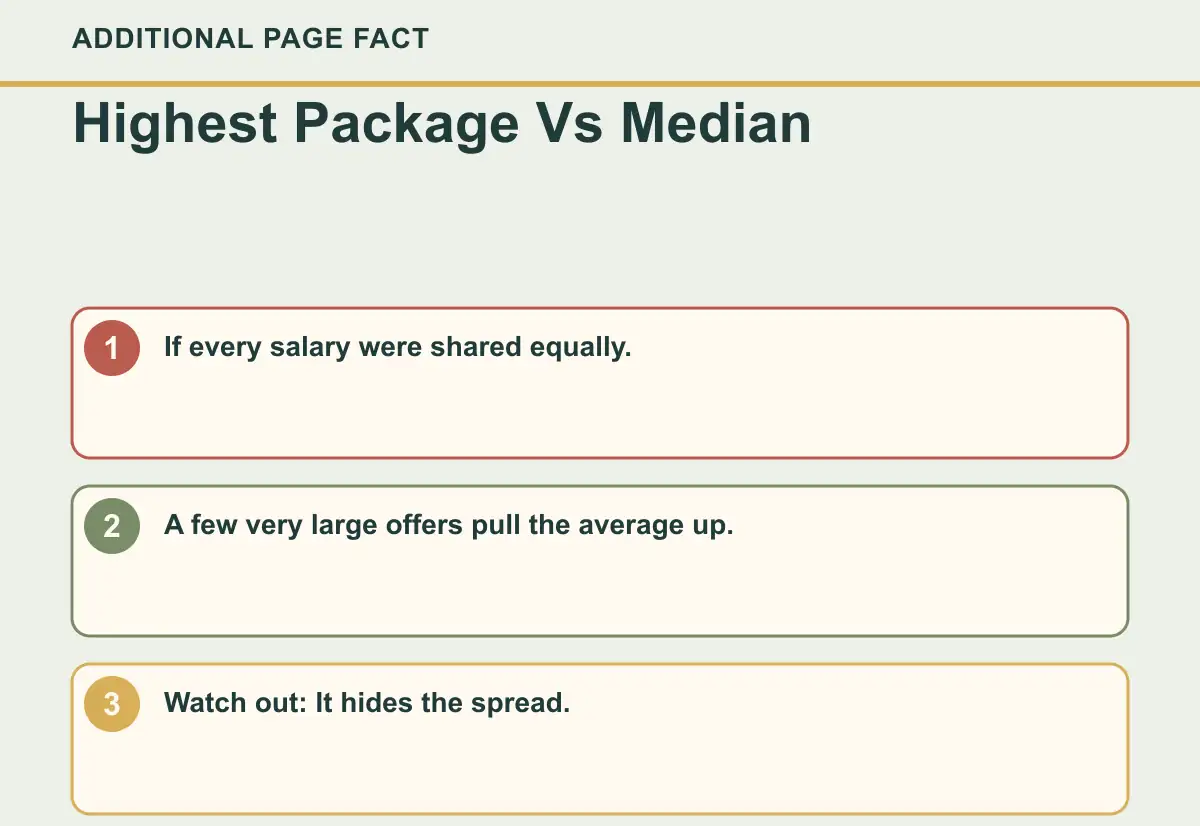 ADDITIONAL PAGE FACT
Highest Package Vs Median
1
If every salary were shared equally.
2
A few very large offers pull the average up.
3
Watch out: It hides the spread.